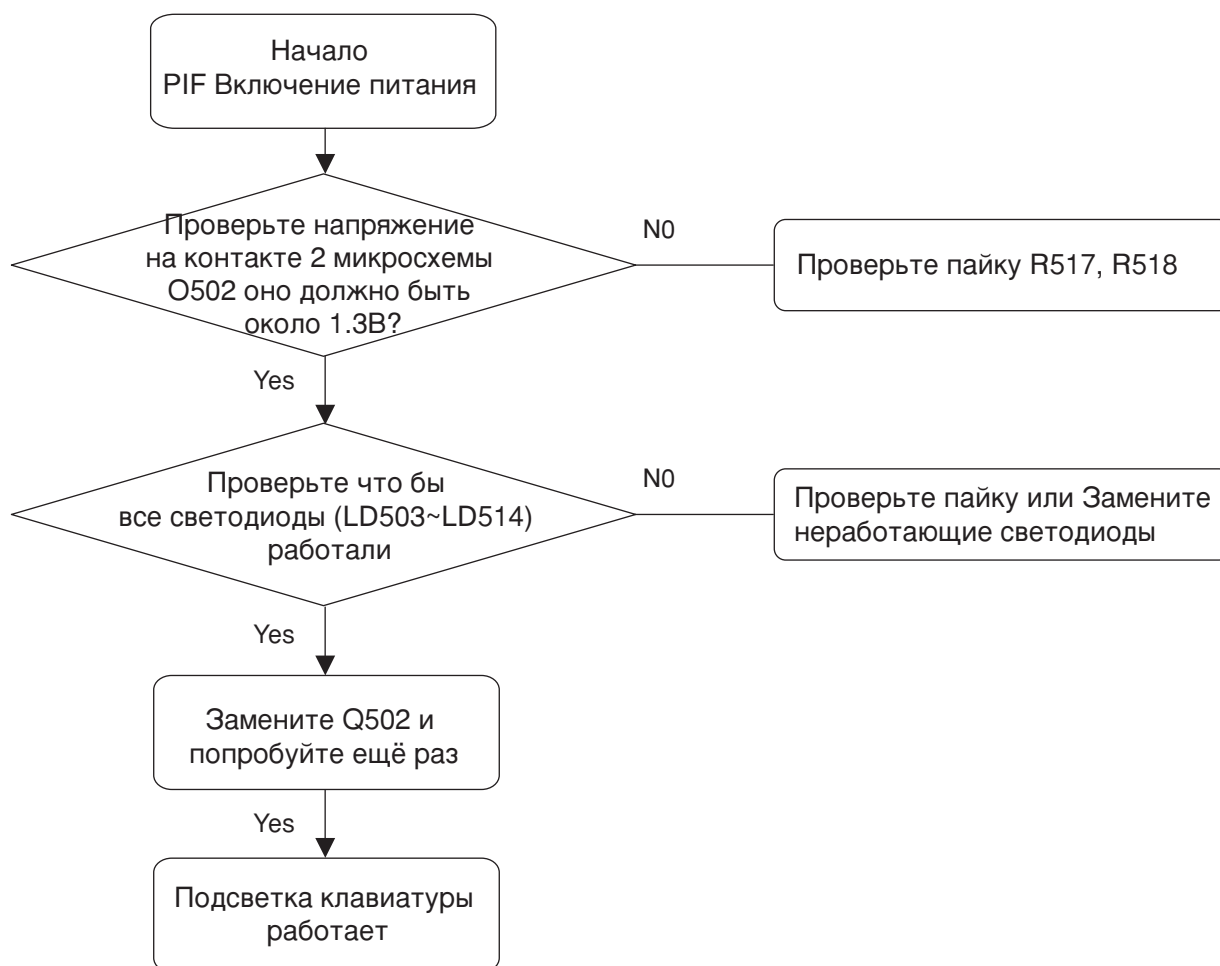 Начало
PIF Включение питания
Проверьте напряжение
на контакте 2 микросхемы
O502 оно должно быть
около 1.3В?
N0
Проверьте пайку R517, R518
Yes
Проверьте что бы
все светодиоды (LD503~LD514)
работали
N0
Проверьте пайку или Замените
неработающие светодиоды
Yes
Замените Q502 и
попробуйте ещё раз
Yes
Подсветка клавиатуры
работает